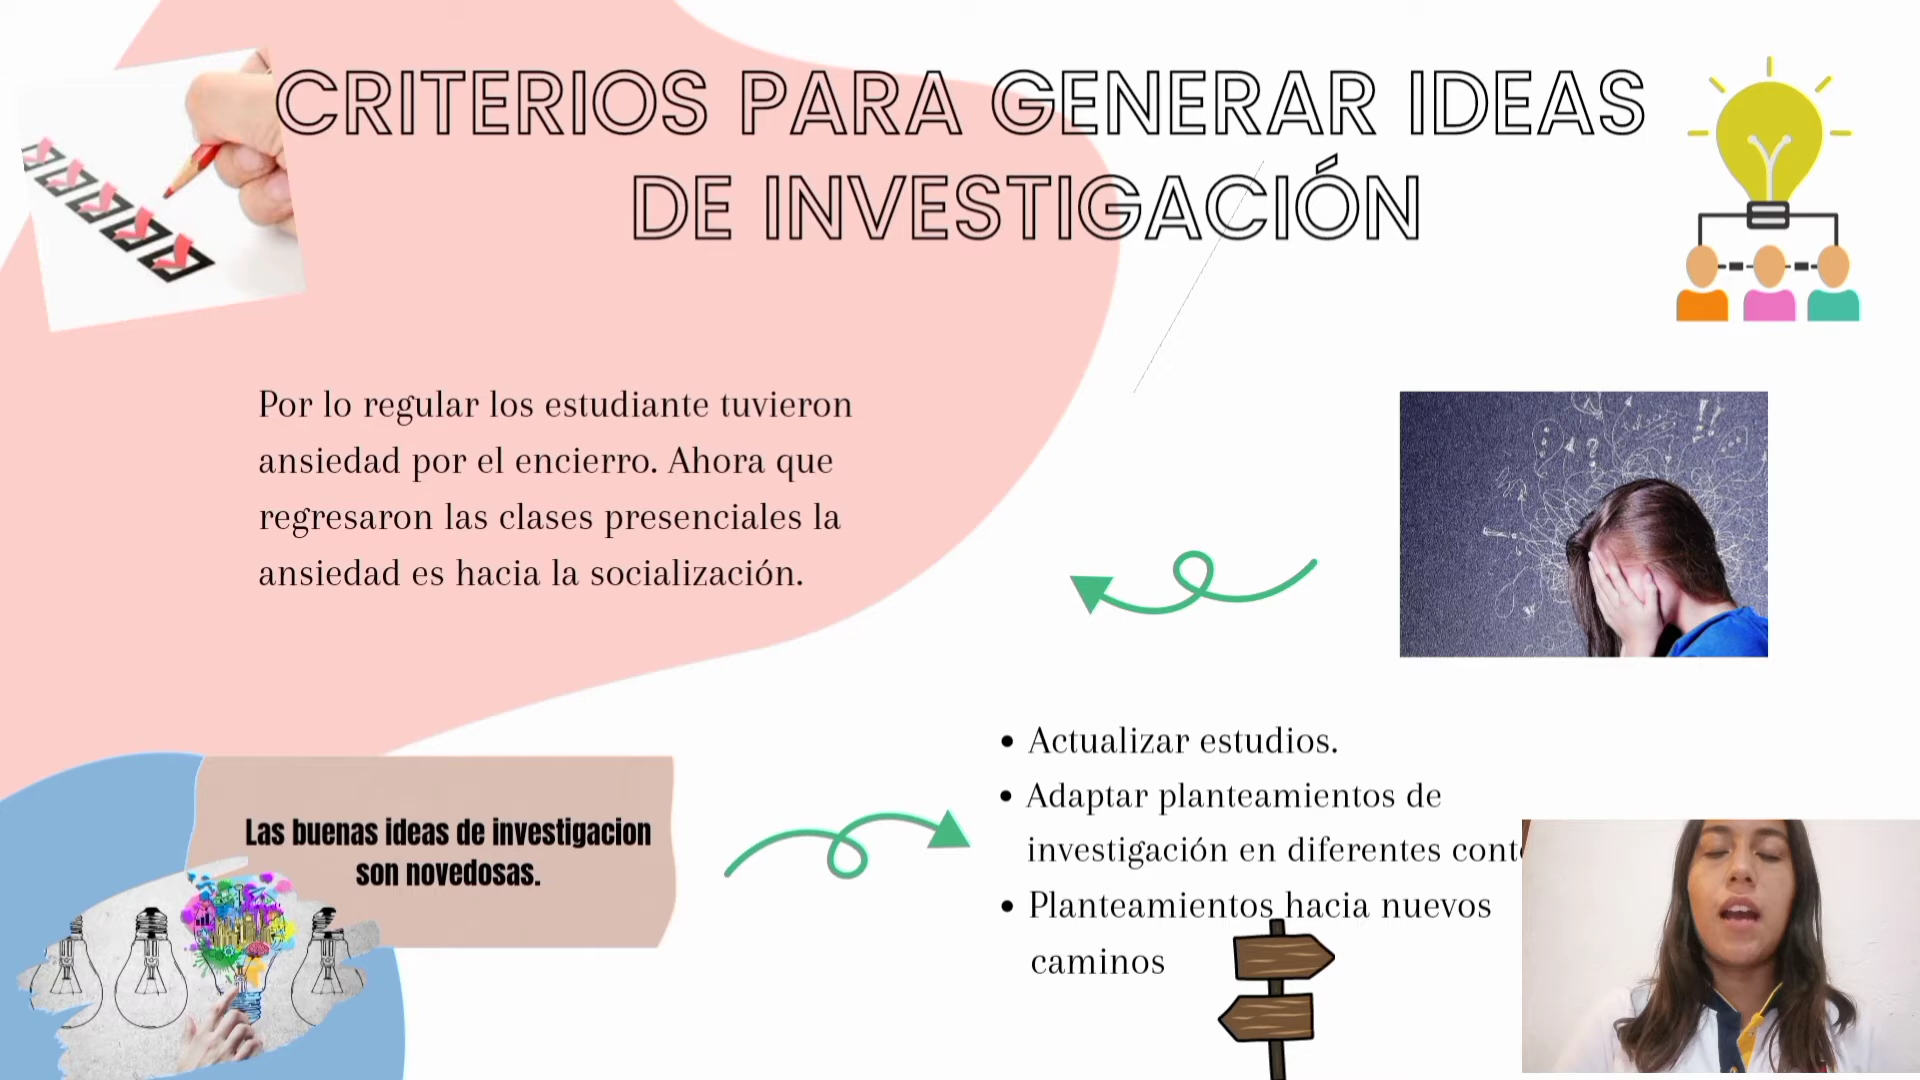 CRITERIOS PARA GENERAR IDEAS
DE INVESTIGACIÓN
Por lo regular los estudiante tuvieron
ansiedad por el encierro. Ahora que
regresaron las clases presenciales la
ansiedad es hacia la socialización.
Las buenas ideas de investigacion
son novedosas.
• Actualizar estudios.
• Adaptar planteamientos de
investigación en diferentes
• Planteamientos hacia nuevos
caminos